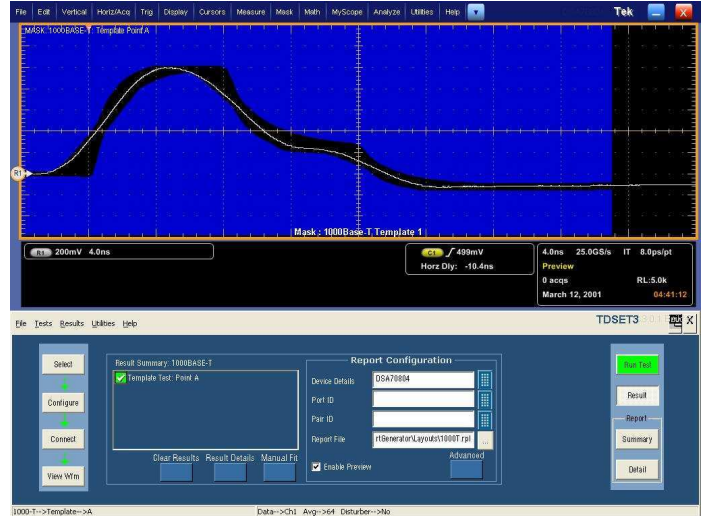 File Edit Vertical Horiz/Acq Trig Display Cursors Measure Mask Math MyScope Analyze Utilities Help Tek X
MASK: 1000BASE-T: Template Point A
R1
Mask : 1000Base-T, Template 1
R1 200mV 4.0ns
C1 499mV
Horz Dly: -10.4ns
4.0ns 25.0GS/s IT 8.0ps/pt
Preview
0 acqs RL:5.0k
March 12, 2001 04:41:12
File Tests Results Utilities Help
TDSET3 X
Select
Configure
Connect
View Wfm
Result Summary: 1000BASE-T
Template Test: Point A
Clear Results Result Details Manual Fit
Report Configuration
Device Details DSA70804
Port ID
Pair ID
Report File rtGenerator\Layouts\1000T.rpl ...
Enable Preview
Advanced
Run Test
Result
Report
Summary
Detail
1000-T-->Template-->A Data-->Ch1 Avg-->64 Disturber-->No